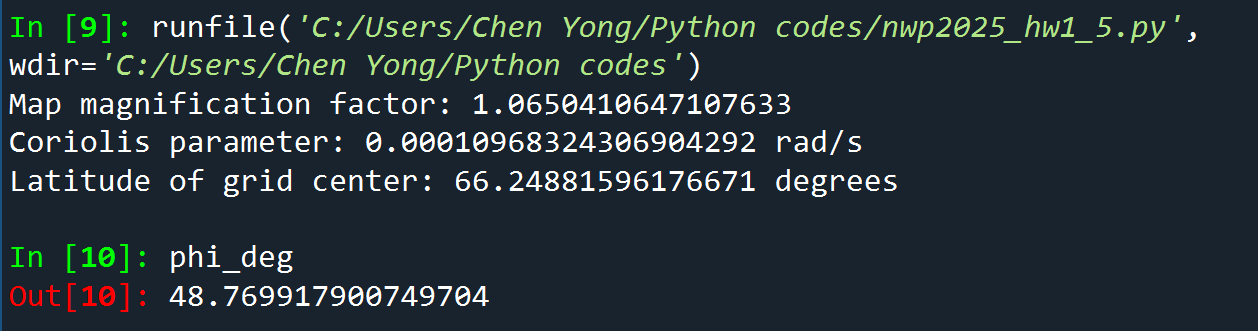 In [9]: runfile('C:/Users/Chen Yong/Python codes/nwp2025_hw1_5.py',
wdir='C:/Users/Chen Yong/Python codes')
Map magnification factor: 1.0650410647107633
Coriolis parameter: 0.00010968324306904292 rad/s
Latitude of grid center: 66.24881596176671 degrees
In [10]: phi_deg
Out[10]: 48.769917900749704